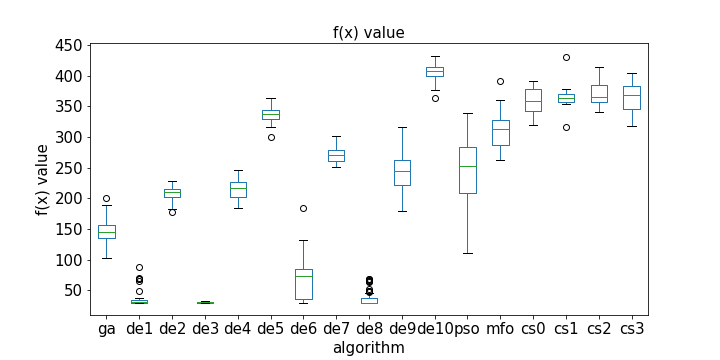 f(x) value
450
400
350
300
250
200
150
100
50
f(x) value
ga de1 de2 de3 de4 de5 de6 de7 de8 de9 de10 pso mfo cs0 cs1 cs2 cs3
algorithm